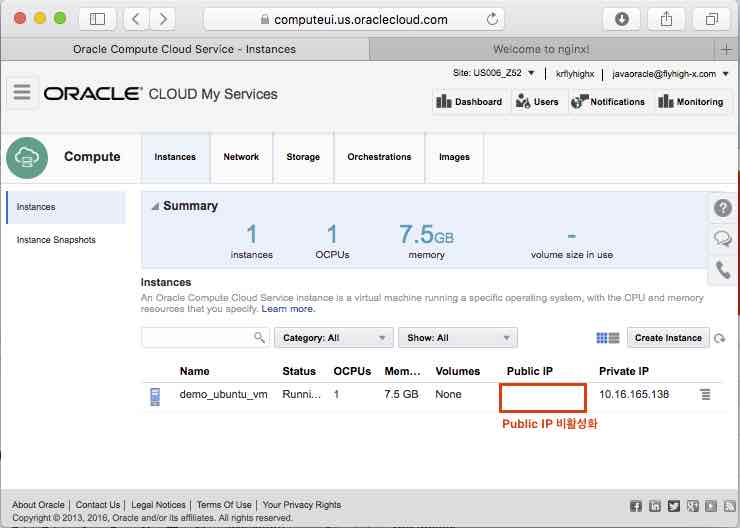 computeui.us.oraclecloud.com
Oracle Compute Cloud Service - Instances
Welcome to nginx!
Site: US006_Z52
krflyhighx
javaoracle@flyhigh-x.com
ORACLE CLOUD My Services
Dashboard
Users
Notifications
Monitoring
Compute
Instances
Network
Storage
Orchestrations
Images
Instances
Instance Snapshots
Summary
1
1
7.5GB
-
instances
OCPUs
memory
volume size in use
Instances
An Oracle Compute Cloud Service instance is a virtual machine running a specific operating system, with the CPU and memory
resources that you specify. Learn more.
Category: All
Show: All
Create Instance
Name Status OCPUs Mem... Volumes Public IP Private IP
demo_ubuntu_vm Runni... 1 7.5 GB None 10.16.165.138
Public IP 비활성화
About Oracle | Contact Us | Legal Notices | Terms Of Use | Your Privacy Rights
Copyright © 2013, 2016, Oracle and/or its affiliates. All rights reserved.